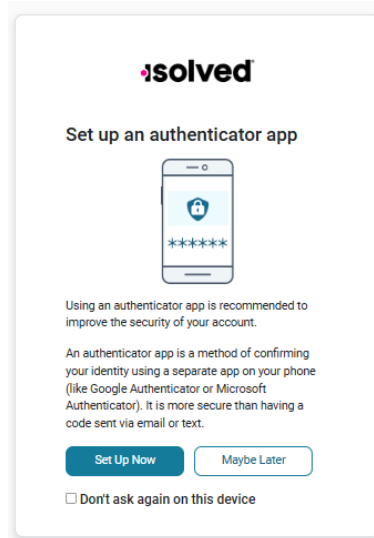 isolved
Set up an authenticator app
******
Using an authenticator app is recommended to
improve the security of your account.
An authenticator app is a method of confirming
your identity using a separate app on your phone
(like Google Authenticator or Microsoft
Authenticator). It is more secure than having a
code sent via email or text.
Set Up Now
Maybe Later
Don't ask again on this device